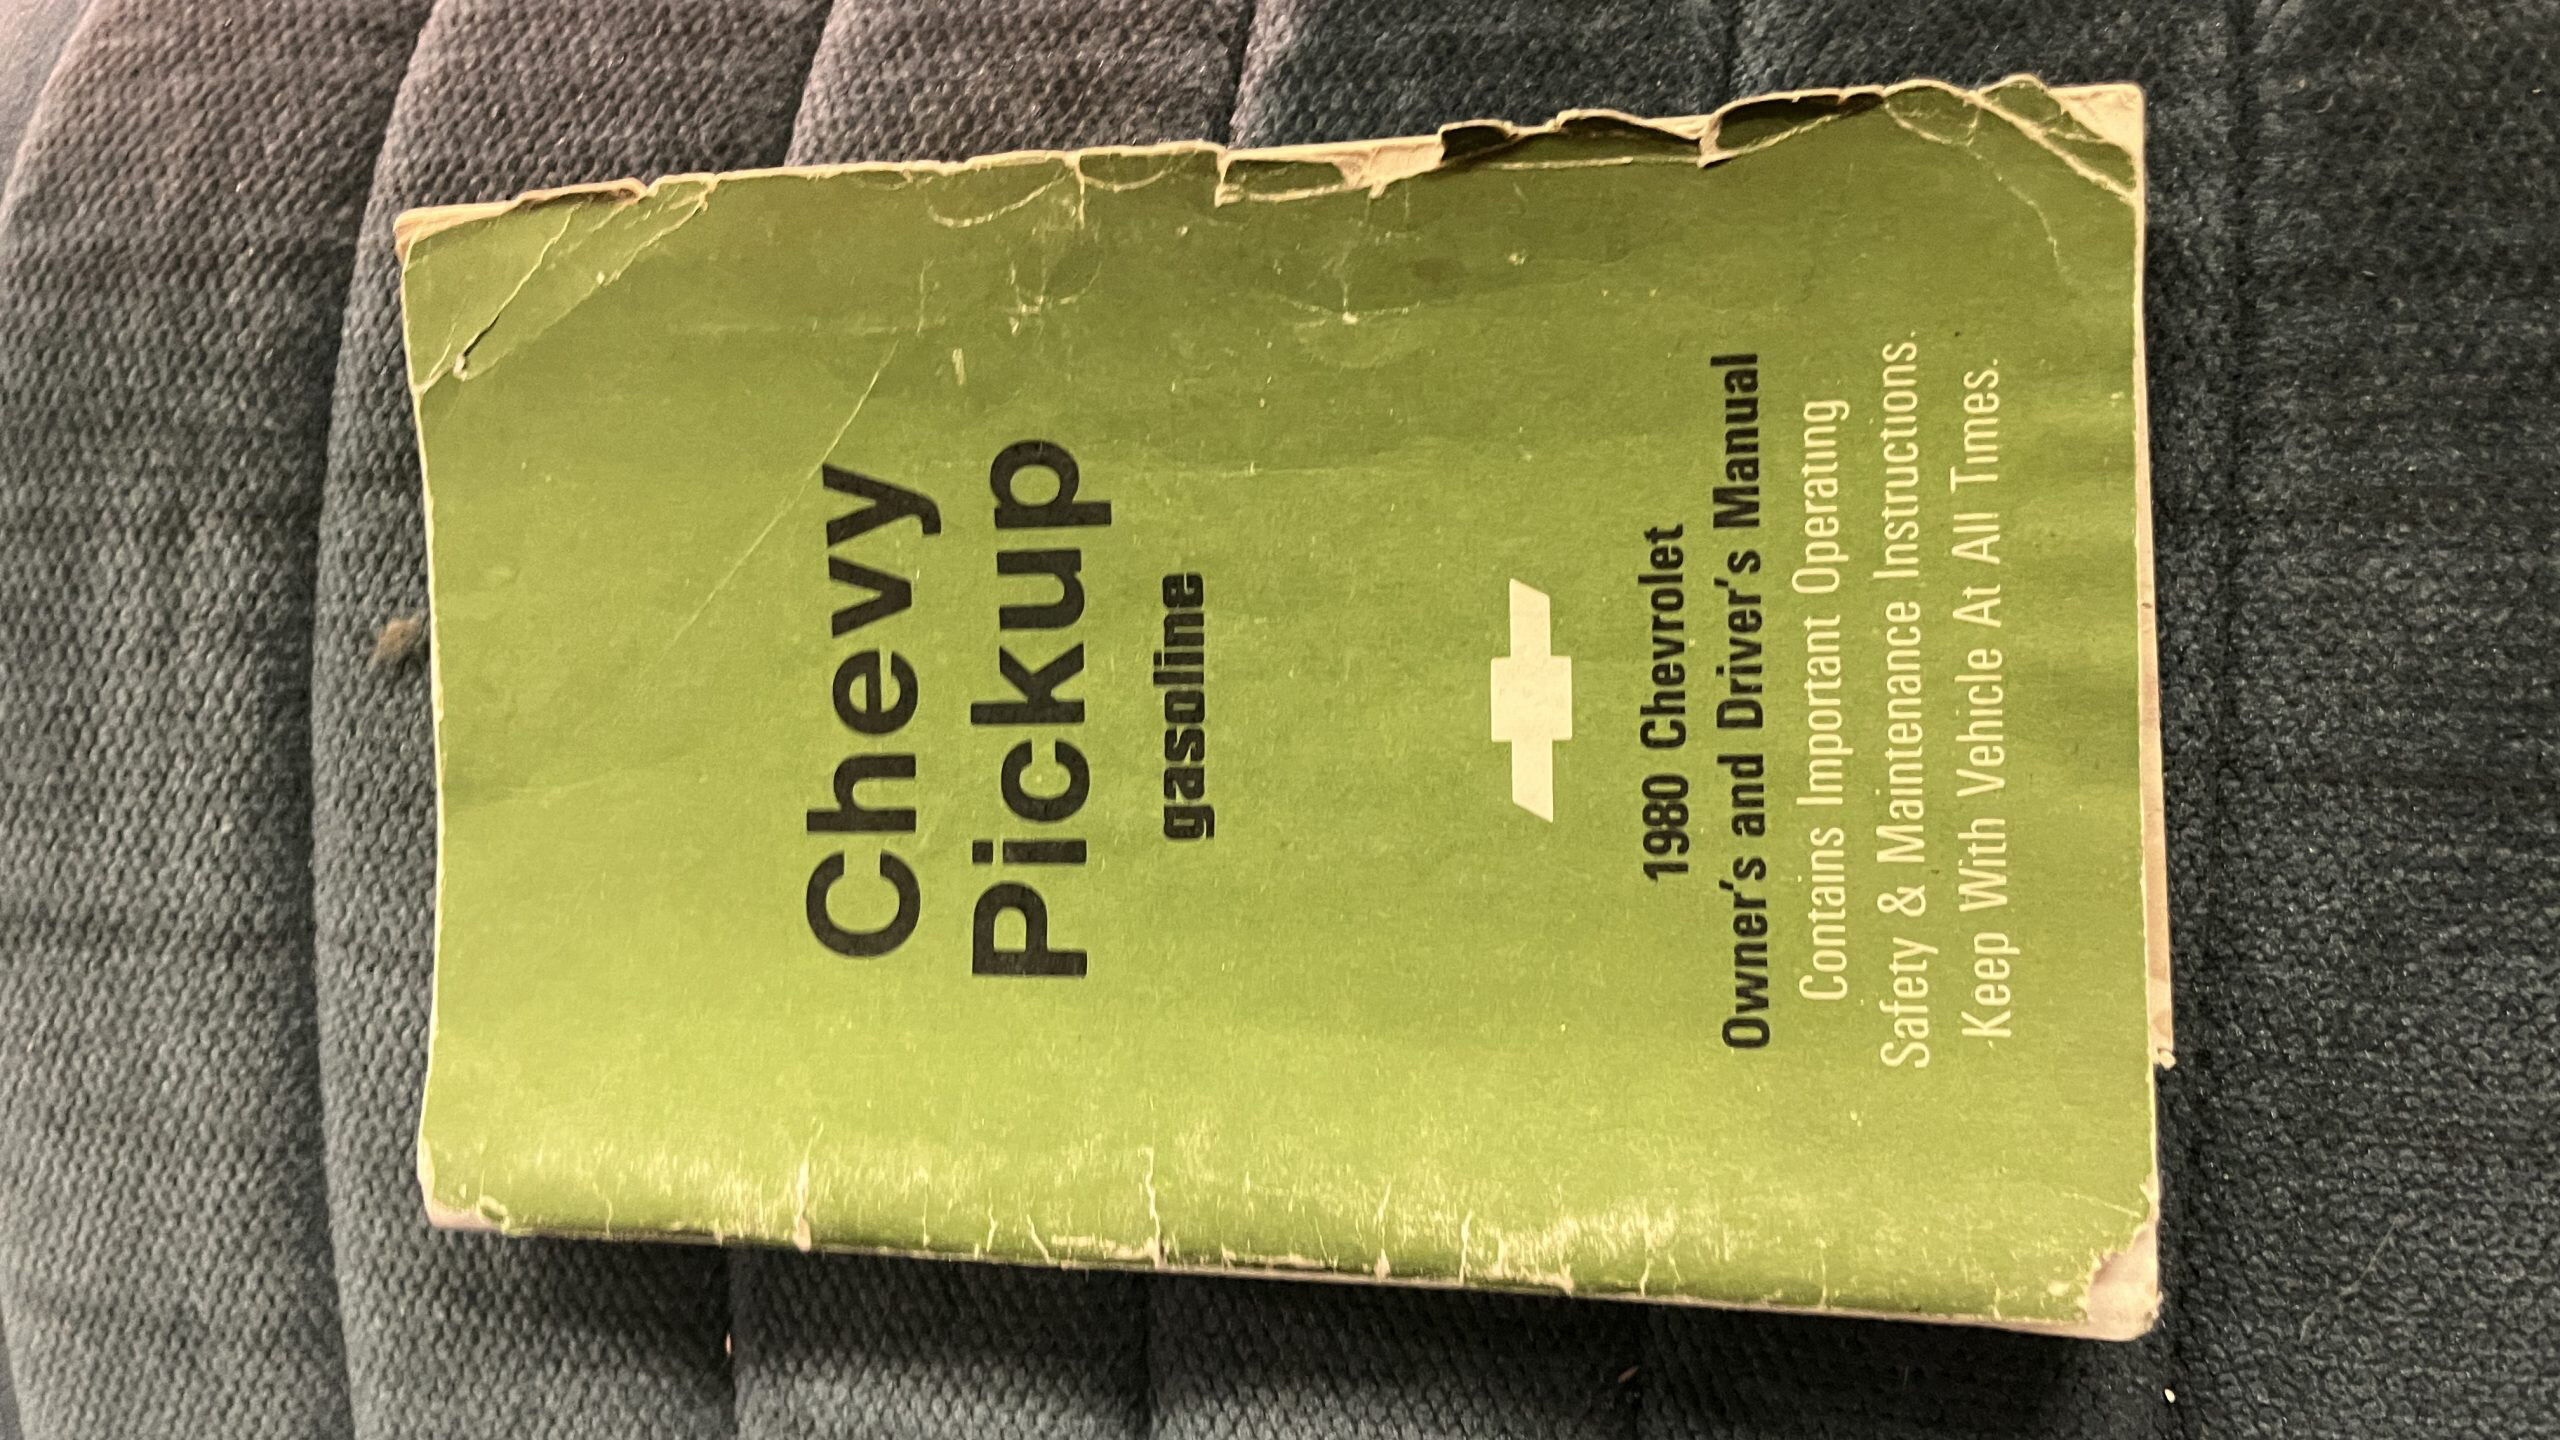 Chevy
Pickup
gasoline
1980 Chevrolet
Owner's and Driver's Manual
Contains Important Operating
Safety & Maintenance Instructions.
Keep With Vehicle At All Times.